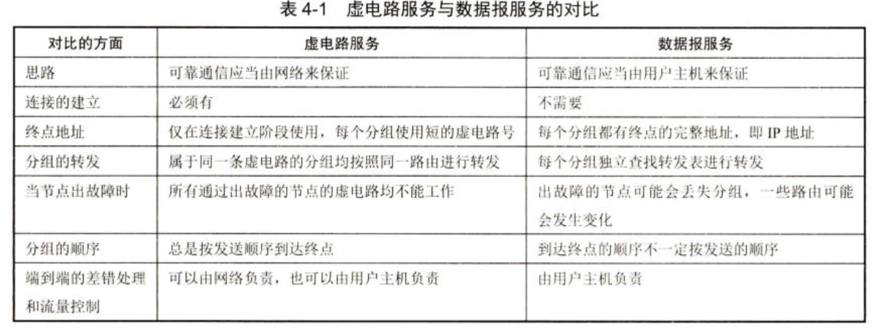 表 4-1 虚电路服务与数据报服务的对比
对比的方面 虚电路服务 数据报服务
思路 可靠通信应当由网络来保证 可靠通信应当由用户主机来保证
连接的建立 必须有 不需要
终点地址 仅在连接建立阶段使用，每个分组使用短的虚电路号 每个分组都有终点的完整地址，即 IP 地址
分组的转发 属于同一条虚电路的分组均按照同一路由进行转发 每个分组独立查找转发表进行转发
当节点出故障时 所有通过出故障的节点的虚电路均不能工作 出故障的节点可能会丢失分组，一些路由可能
会发生变化
分组的顺序 总是按发送顺序到达终点 到达终点的顺序不一定按发送的顺序
端到端的差错处理 可以由网络负责，也可以由用户主机负责 由用户主机负责
和流量控制